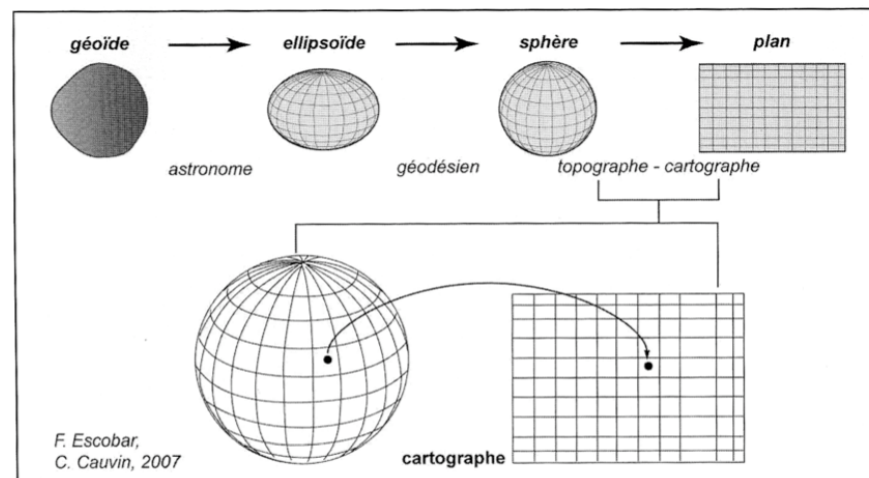 géoïde ellipsoïde sphère plan
astronome géodésien topographe - cartographe
F. Escobar,
C. Cauvin, 2007
cartographe